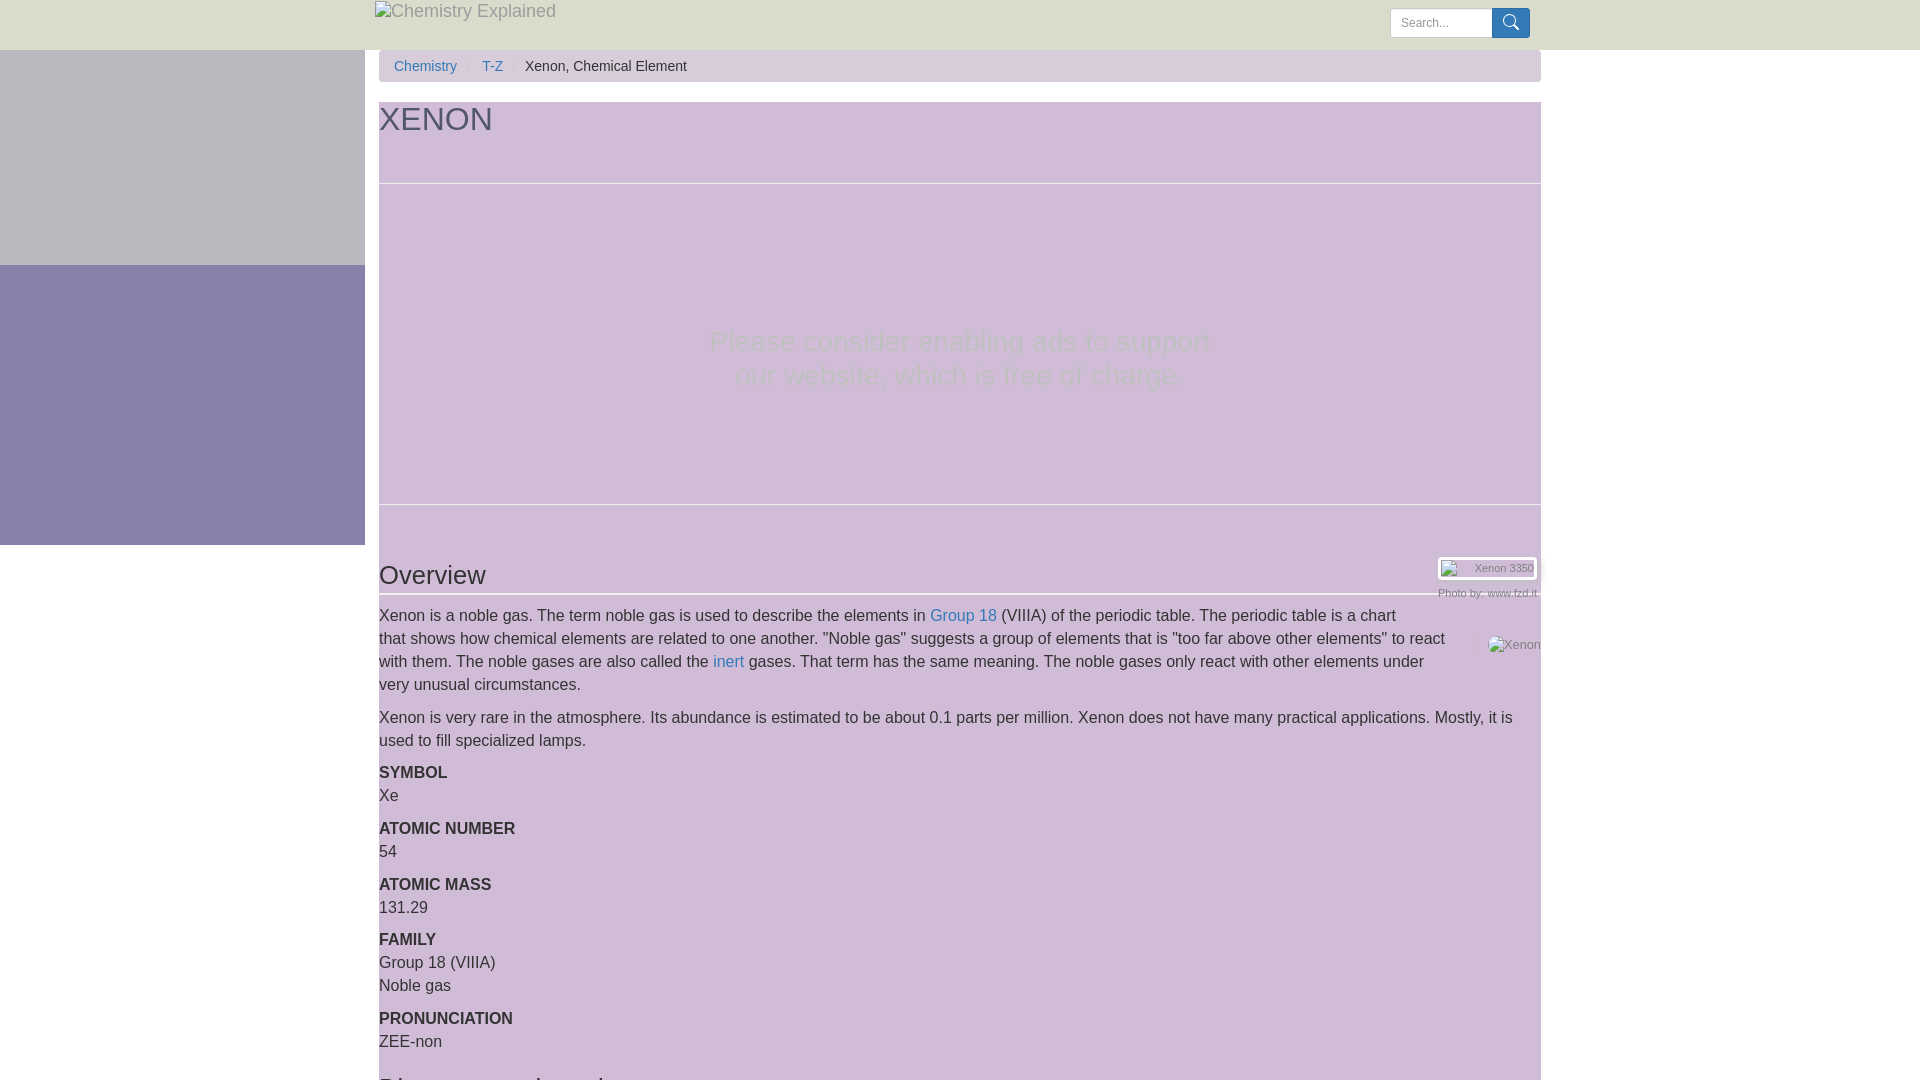 Chemistry Explained
Search...
Chemistry T-Z Xenon, Chemical Element
XENON
Please consider enabling ads to support
our website, which is free of charge.
Overview
Xenon 3350
Photo by: www.fzd.it
Xenon is a noble gas. The term noble gas is used to describe the elements in Group 18 (VIIIA) of the periodic table. The periodic table is a chart
that shows how chemical elements are related to one another. "Noble gas" suggests a group of elements that is "too far above other elements" to react
with them. The noble gases are also called the inert gases. That term has the same meaning. The noble gases only react with other elements under
very unusual circumstances.
Xenon
Xenon is very rare in the atmosphere. Its abundance is estimated to be about 0.1 parts per million. Xenon does not have many practical applications. Mostly, it is
used to fill specialized lamps.
SYMBOL
Xe
ATOMIC NUMBER
54
ATOMIC MASS
131.29
FAMILY
Group 18 (VIIIA)
Noble gas
PRONUNCIATION
ZEE-non